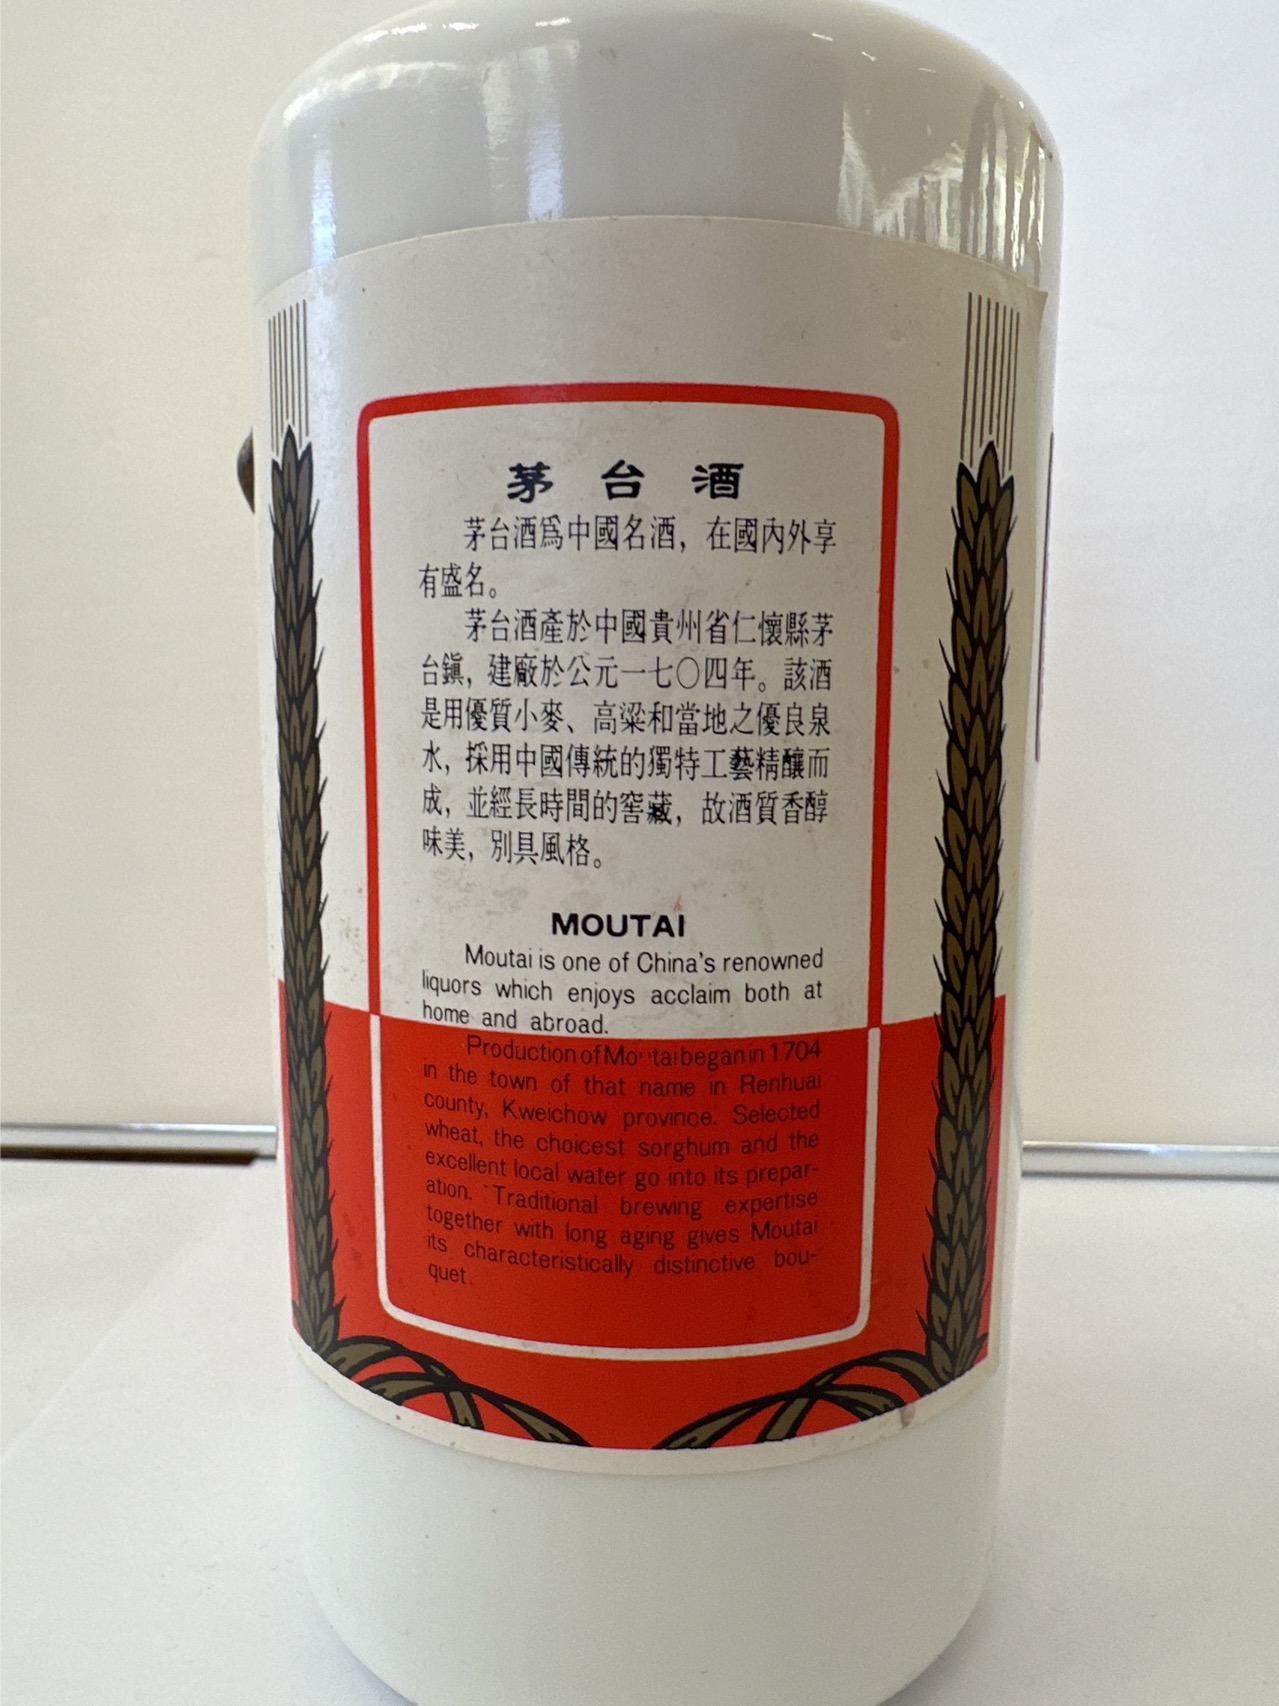 茅台酒
茅台酒爲中國名酒，在國內外享
有盛名。
茅台酒產於中國貴州省仁懷縣茅
台鎭，建廠於公元一七〇四年。該酒
是用優質小麥、高粱和當地之優良泉
水，採用中國傳統的獨特工藝精釀而
成，並經長時間的窖藏，故酒質香醇
味美，別具風格。
MOUTAI
Moutai is one of China's renowned
liquors which enjoys acclaim both at
home and abroad.
Production of Moutai began in 1704
in the town of that name in Renhuai
county, Kweichow province. Selected
wheat, the choicest sorghum and the
excellent local water go into its prepar-
ation. Traditional brewing expertise
together with long aging gives Moutai
its characteristically distinctive bou-
quet.